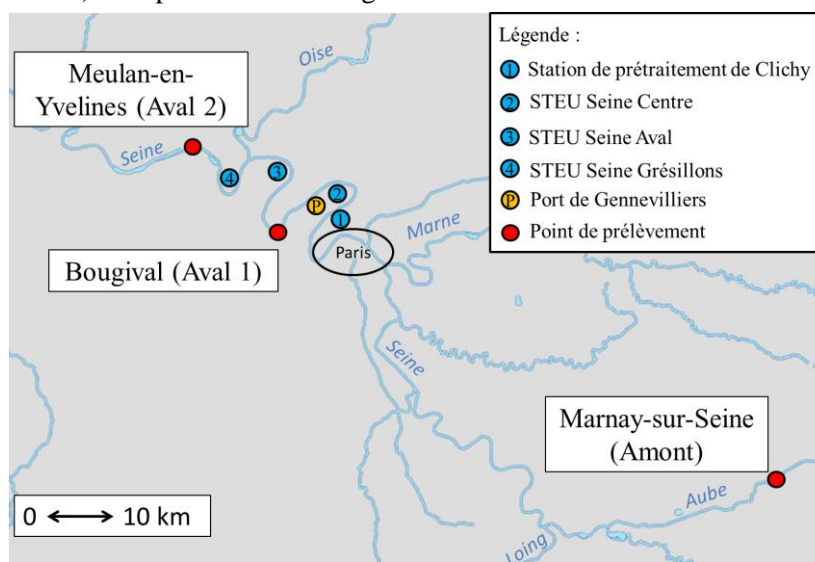 Meulan-en-
Yvelines (Aval 2)
Oise
Seine
4
3
2
P
1
Marne
Paris
Bougival (Aval 1)
Seine
Marnay-sur-Seine
(Amont)
Aube
Loing
0 10 km
Légende :
1 Station de prétraitement de Clichy
2 STEU Seine Centre
3 STEU Seine Aval
4 STEU Seine Grésillons
P Port de Gennevilliers
Point de prélèvement